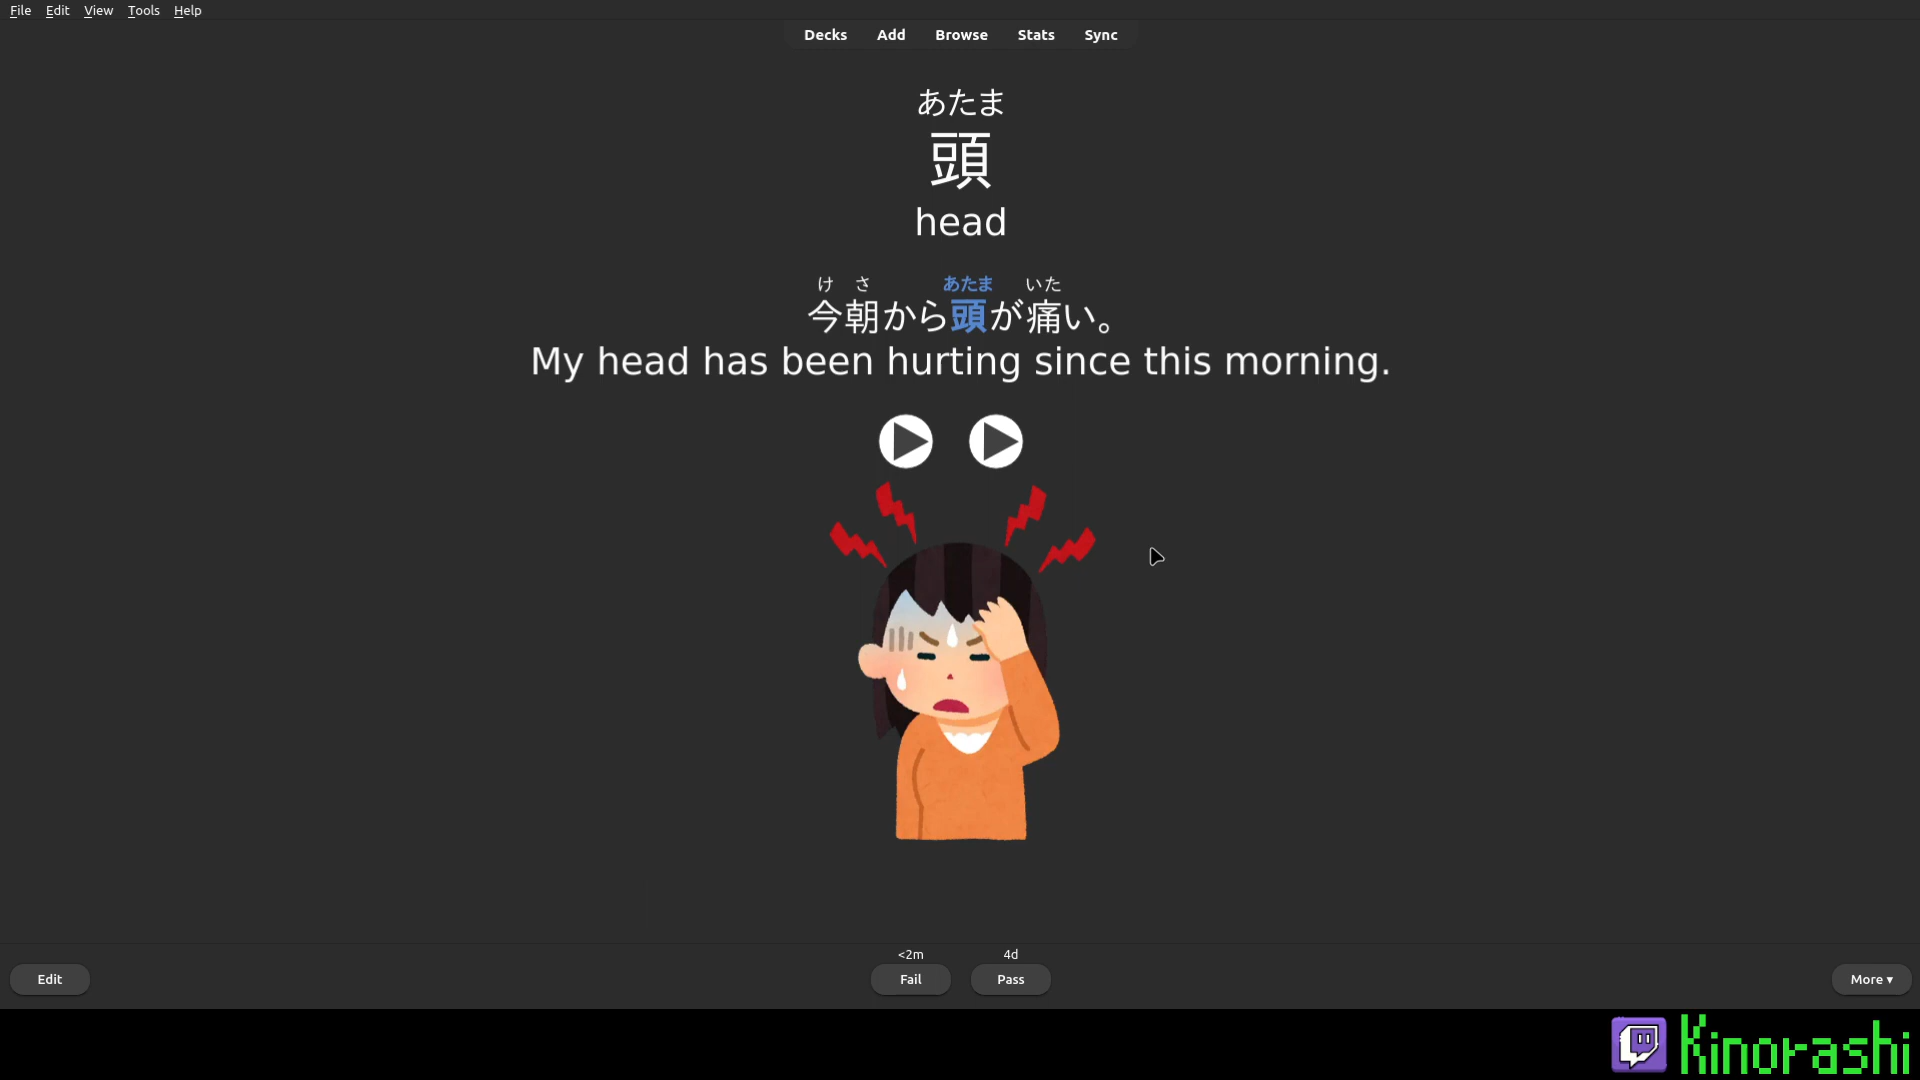 File Edit View Tools Help
Decks Add Browse Stats Sync
あたま
頭
head
けさ あたま いた
今朝から頭が痛い。
My head has been hurting since this morning.
<2m 4d
Edit Fail Pass More ▾
Kinorashi